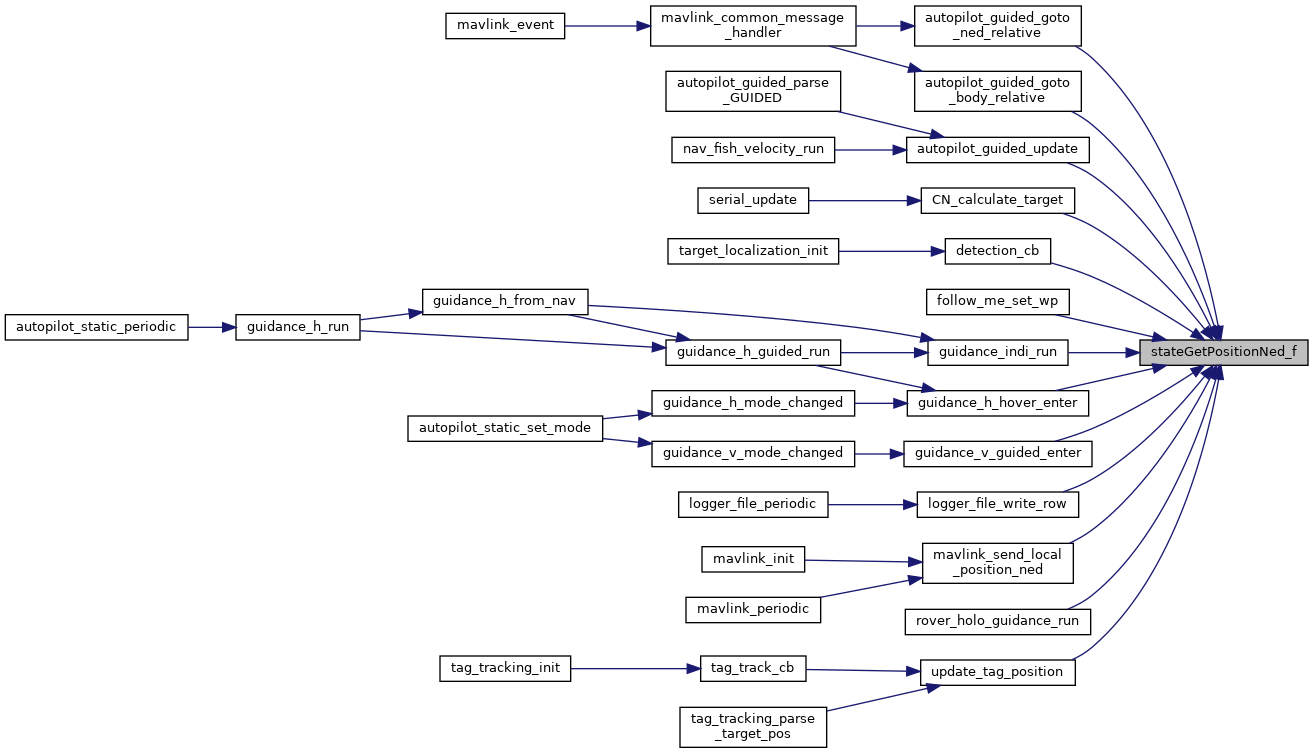 mavlink_event
mavlink_common_message
_handler
autopilot_guided_goto
_ned_relative
autopilot_guided_parse
_GUIDED
autopilot_guided_goto
_body_relative
nav_fish_velocity_run
autopilot_guided_update
serial_update
CN_calculate_target
target_localization_init
detection_cb
guidance_h_from_nav
follow_me_set_wp
autopilot_static_periodic
guidance_h_run
guidance_h_guided_run
guidance_indi_run
stateGetPositionNed_f
guidance_h_mode_changed
guidance_h_hover_enter
autopilot_static_set_mode
guidance_v_mode_changed
guidance_v_guided_enter
logger_file_periodic
logger_file_write_row
mavlink_init
mavlink_send_local
_position_ned
mavlink_periodic
rover_holo_guidance_run
tag_tracking_init
tag_track_cb
update_tag_position
tag_tracking_parse
_target_pos